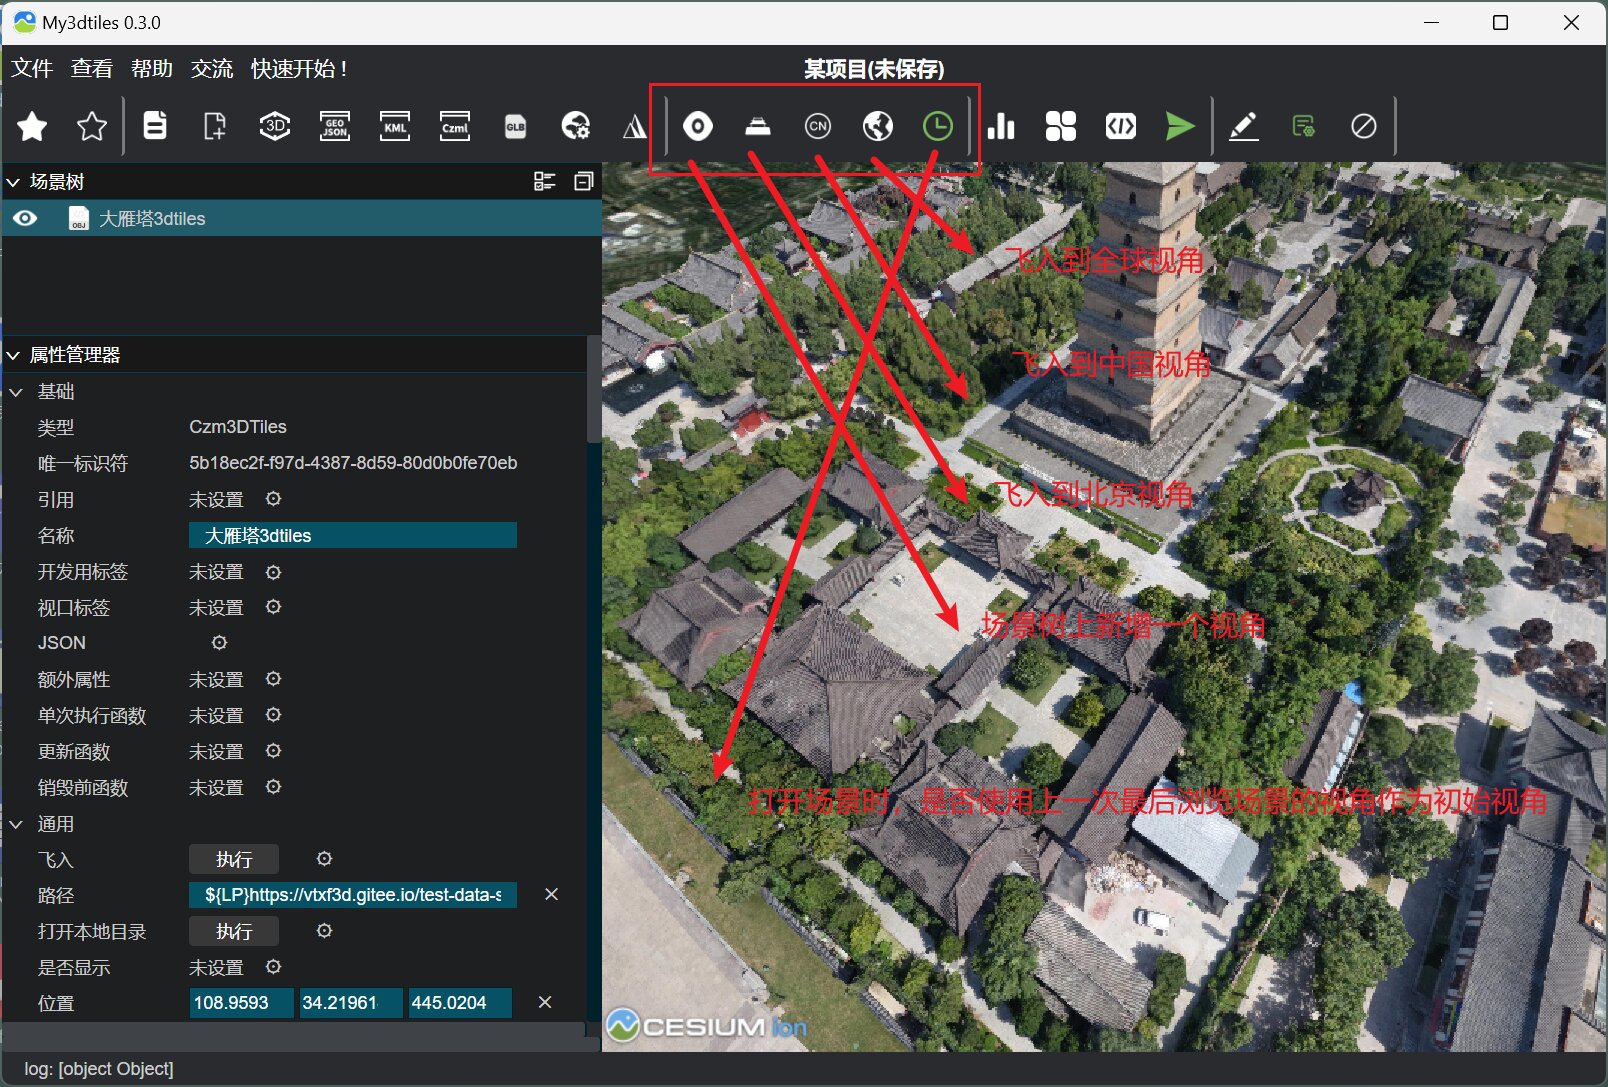 My3dtiles 0.3.0
文件 查看 帮助 交流 快速开始！
某项目(未保存)
3D
GEO JSON
KML
Czml
GLB
CN
场景树
OBJ 大雁塔3dtiles
属性管理器
基础
类型 Czm3DTiles
唯一标识符 5b18ec2f-f97d-4387-8d59-80d0b0fe70eb
引用 未设置
名称 大雁塔3dtiles
开发用标签 未设置
视口标签 未设置
JSON
额外属性 未设置
单次执行函数 未设置
更新函数 未设置
销毁前函数 未设置
通用
飞入 执行
路径 ${LP}https://vtxf3d.gitee.io/test-data-s
打开本地目录 执行
是否显示 未设置
位置 108.9593 34.21961 445.0204
log: [object Object]
飞入到全球视角
飞入到中国视角
飞入到北京视角
场景树上新增一个视角
打开场景时，是否使用上一次最后浏览场景的视角作为初始视角
CESIUM ion